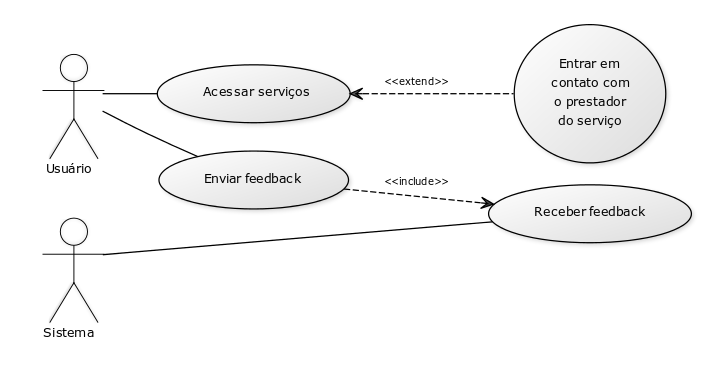 Entrar em
contato com
o prestador
do serviço
<<extend>>
Acessar serviços
Usuário
Enviar feedback
<<include>>
Receber feedback
Sistema